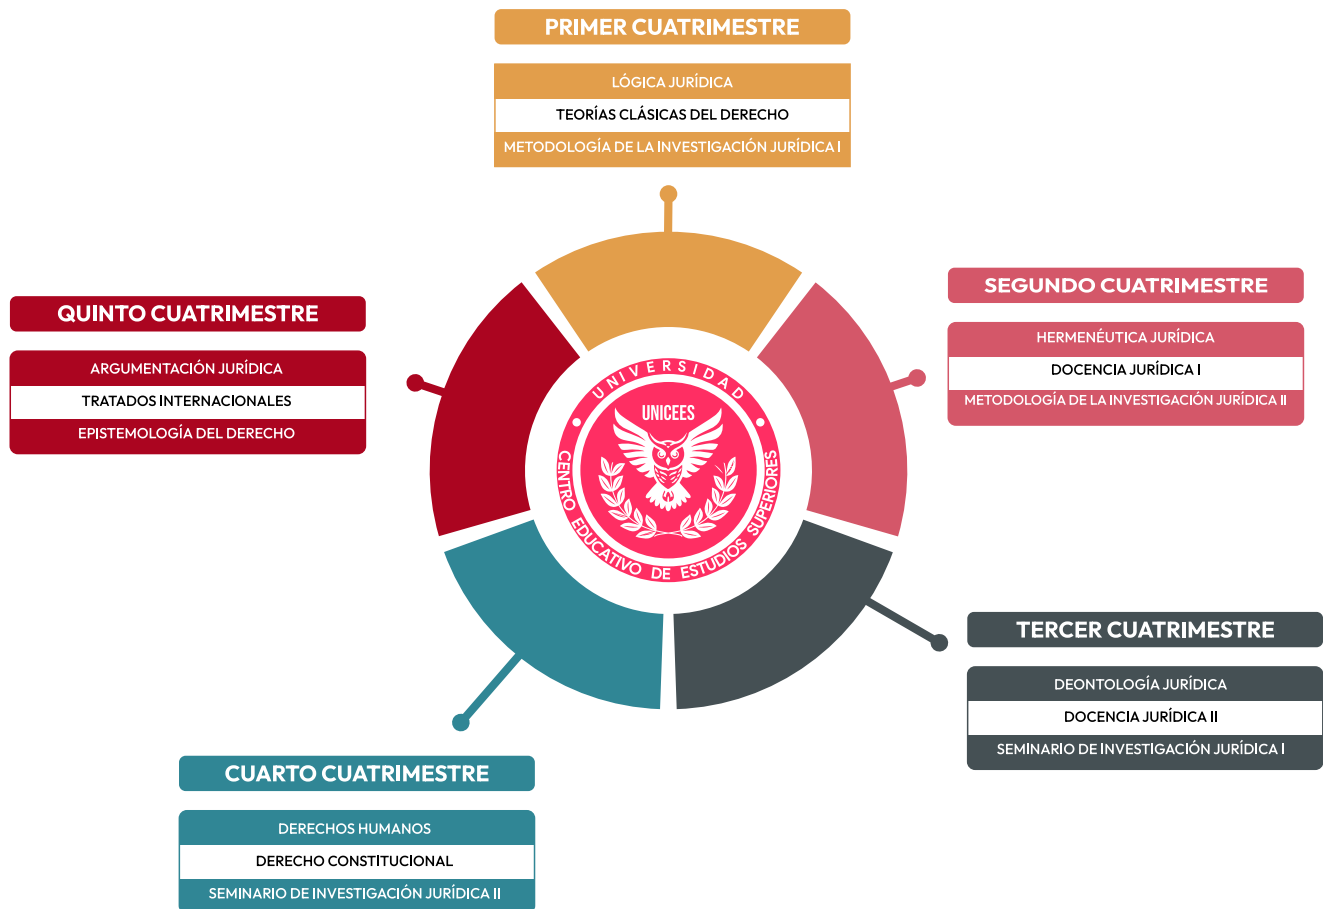 PRIMER CUATRIMESTRE
LÓGICA JURÍDICA
TEORÍAS CLÁSICAS DEL DERECHO
METODOLOGÍA DE LA INVESTIGACIÓN JURÍDICA I
SEGUNDO CUATRIMESTRE
HERMENÉUTICA JURÍDICA
DOCENCIA JURÍDICA I
METODOLOGÍA DE LA INVESTIGACIÓN JURÍDICA II
TERCER CUATRIMESTRE
DEONTOLOGÍA JURÍDICA
DOCENCIA JURÍDICA II
SEMINARIO DE INVESTIGACIÓN JURÍDICA I
CUARTO CUATRIMESTRE
DERECHOS HUMANOS
DERECHO CONSTITUCIONAL
SEMINARIO DE INVESTIGACIÓN JURÍDICA II
QUINTO CUATRIMESTRE
ARGUMENTACIÓN JURÍDICA
TRATADOS INTERNACIONALES
EPISTEMOLOGÍA DEL DERECHO
UNIVERSIDAD
UNICEES
CENTRO EDUCATIVO DE ESTUDIOS SUPERIORES